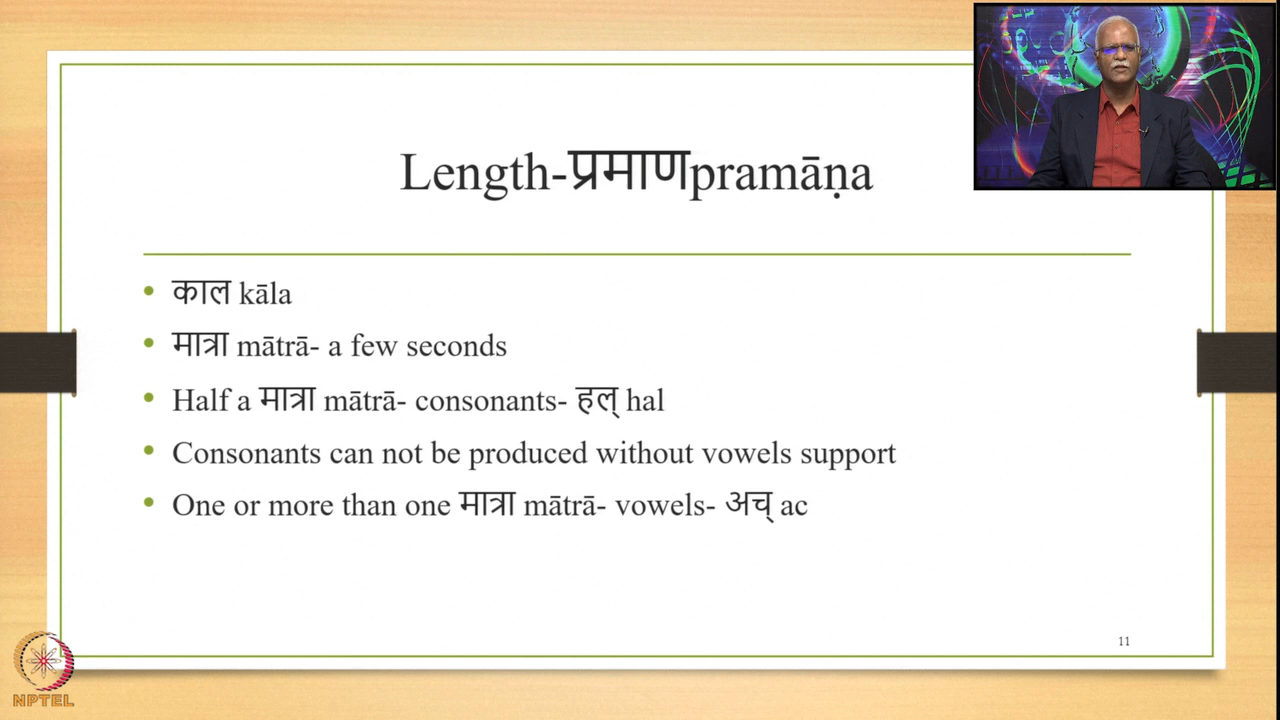 Length-प्रमाणpramāṇa
काल kāla
मात्रा mātrā- a few seconds
Half a मात्रा mātrā- consonants- हल् hal
Consonants can not be produced without vowels support
One or more than one मात्रा mātrā- vowels- अच् ac
11
NPTEL